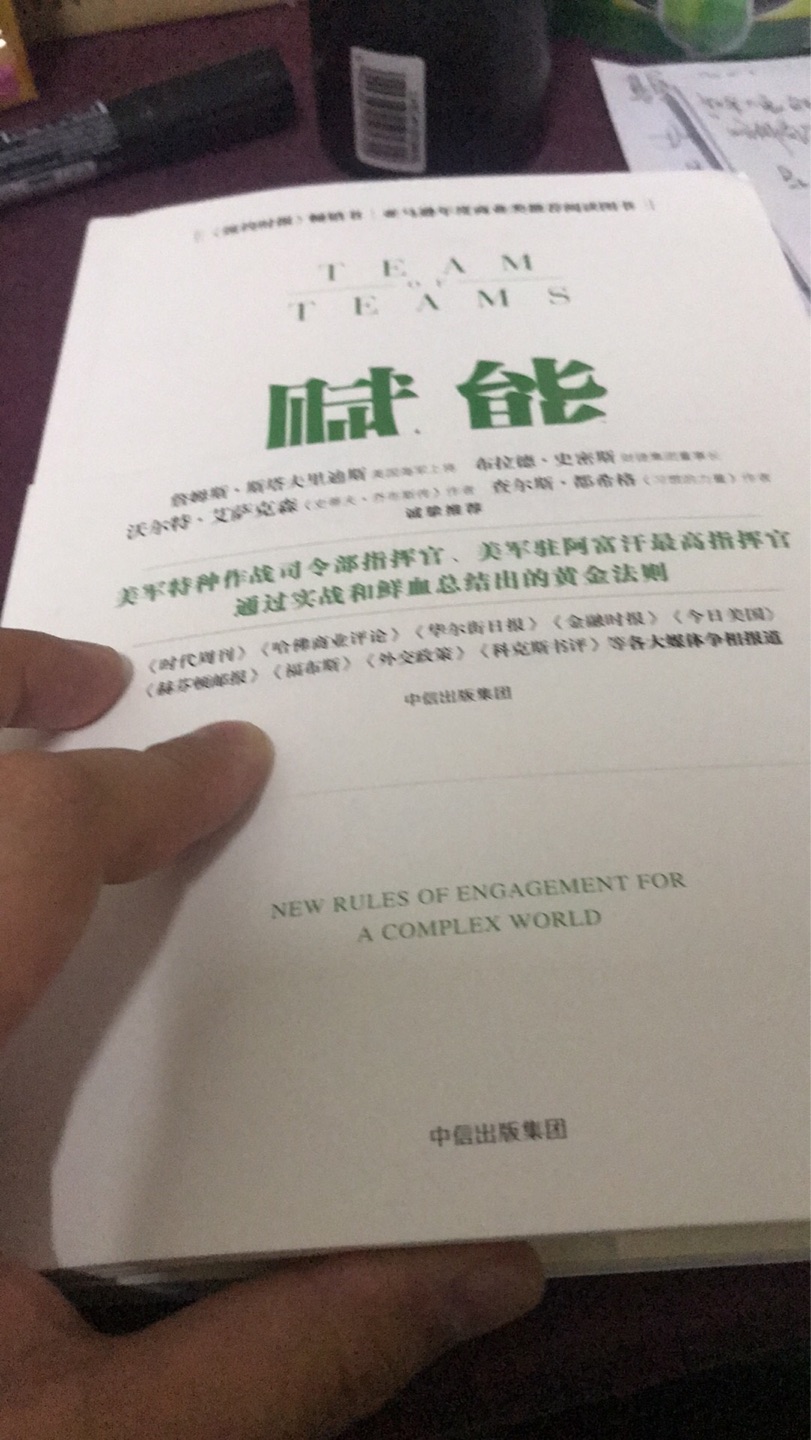 《纽约时报》畅销书 | 亚马逊年度商业类推荐阅读图书
TEAM
OF
TEAMS
赋能
詹姆斯·斯塔夫里迪斯 美国海军上将 布拉德·史密斯 财捷集团董事长
沃尔特·艾萨克森《史蒂夫·乔布斯传》作者 查尔斯·都希格《习惯的力量》作者
诚挚推荐
美军特种作战司令部指挥官、美军驻阿富汗最高指挥官
通过实战和鲜血总结出的黄金法则
《时代周刊》《哈佛商业评论》《华尔街日报》《金融时报》《今日美国》
《赫芬顿邮报》《福布斯》《外交政策》《科克斯书评》等各大媒体争相报道
中信出版集团
NEW RULES OF ENGAGEMENT FOR
A COMPLEX WORLD
中信出版集团